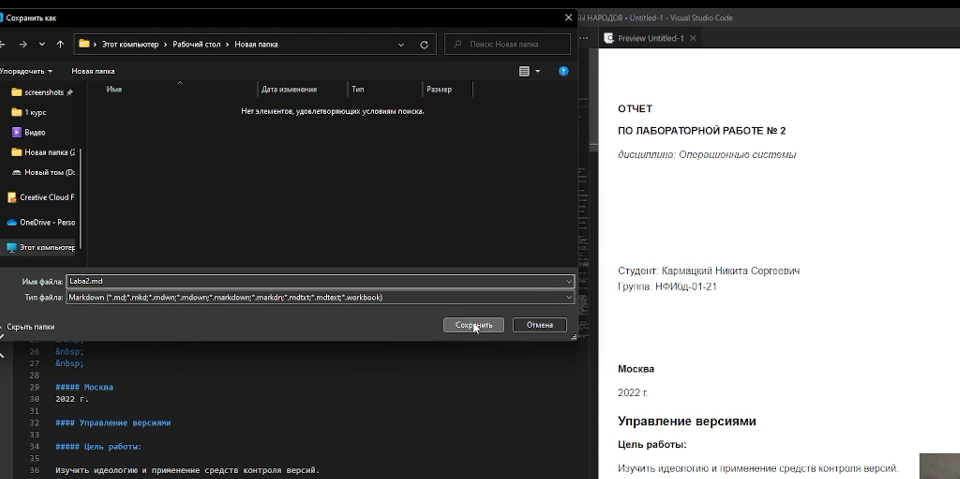 Сохранить как
Ы НАРОДОВ • Untitled-1 - Visual Studio Code
Этот компьютер › Рабочий стол › Новая папка
Поиск: Новая папка
Упорядочить
Новая папка
Имя
Дата изменения
Тип
Размер
Нет элементов, удовлетворяющих условиям поиска.
screenshots
1 курс
Видео
Новая папка (2
Новый том (D:
Creative Cloud F
OneDrive - Perso
Этот компьютер
Имя файла: Laba2.md
Тип файла: Markdown (*.md;*.mkd;*.mdwn;*.mdown;*.markdown;*.markdn;*.mdtxt;*.mdtext;*.workbook)
Скрыть папки
Сохранить
Отмена
26 &nbsp;
27 &nbsp;
28
29 ##### Москва
30 2022 г.
31
32 #### Управление версиями
33
34 ##### Цель работы:
35
36 Изучить идеологию и применение средств контроля версий.
Preview Untitled-1
ОТЧЕТ
ПО ЛАБОРАТОРНОЙ РАБОТЕ № 2
дисциплина: Операционные системы
Студент: Кармацкий Никита Сергеевич
Группа: НФИбд-01-21
Москва
2022 г.
Управление версиями
Цель работы:
Изучить идеологию и применение средств контроля версий.